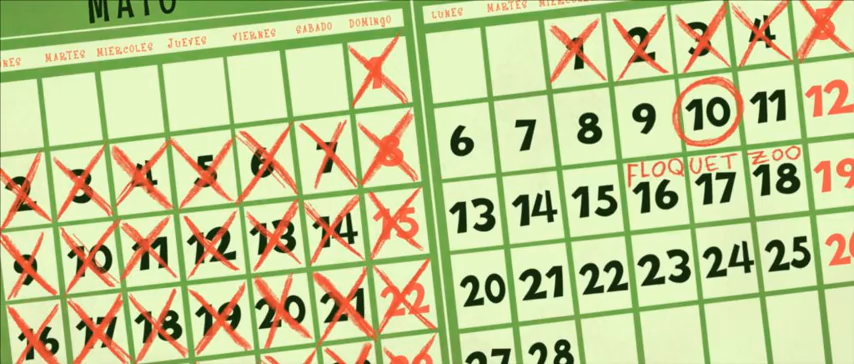 MAYO
NES MARTES MIERCOLES JUEVES VIERNES SABADO DOMINGO
1
2 3 4 5 6 7 8
9 10 11 12 13 14 15
16 17 18 19 20 21 22
LUNES MARTES
1 2 3 4 5
6 7 8 9 10 11 12
FLOQUET ZOO
13 14 15 16 17 18 19
20 21 22 23 24 25
27 28